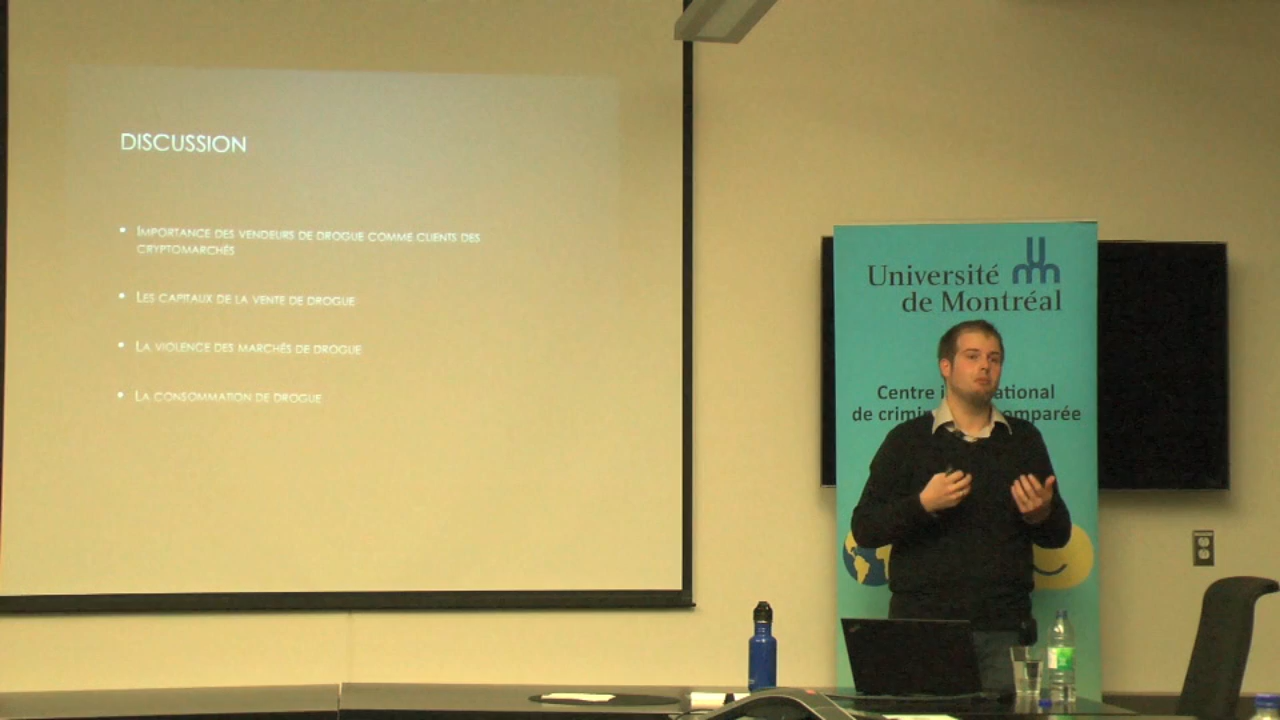 DISCUSSION
• IMPORTANCE DES VENDEURS DE DROGUE COMME CLIENTS DES
CRYPTOMARCHÉS
• LES CAPITAUX DE LA VENTE DE DROGUE
• LA VIOLENCE DES MARCHÉS DE DROGUE
• LA CONSOMMATION DE DROGUE
Université
de Montréal
Centre
de